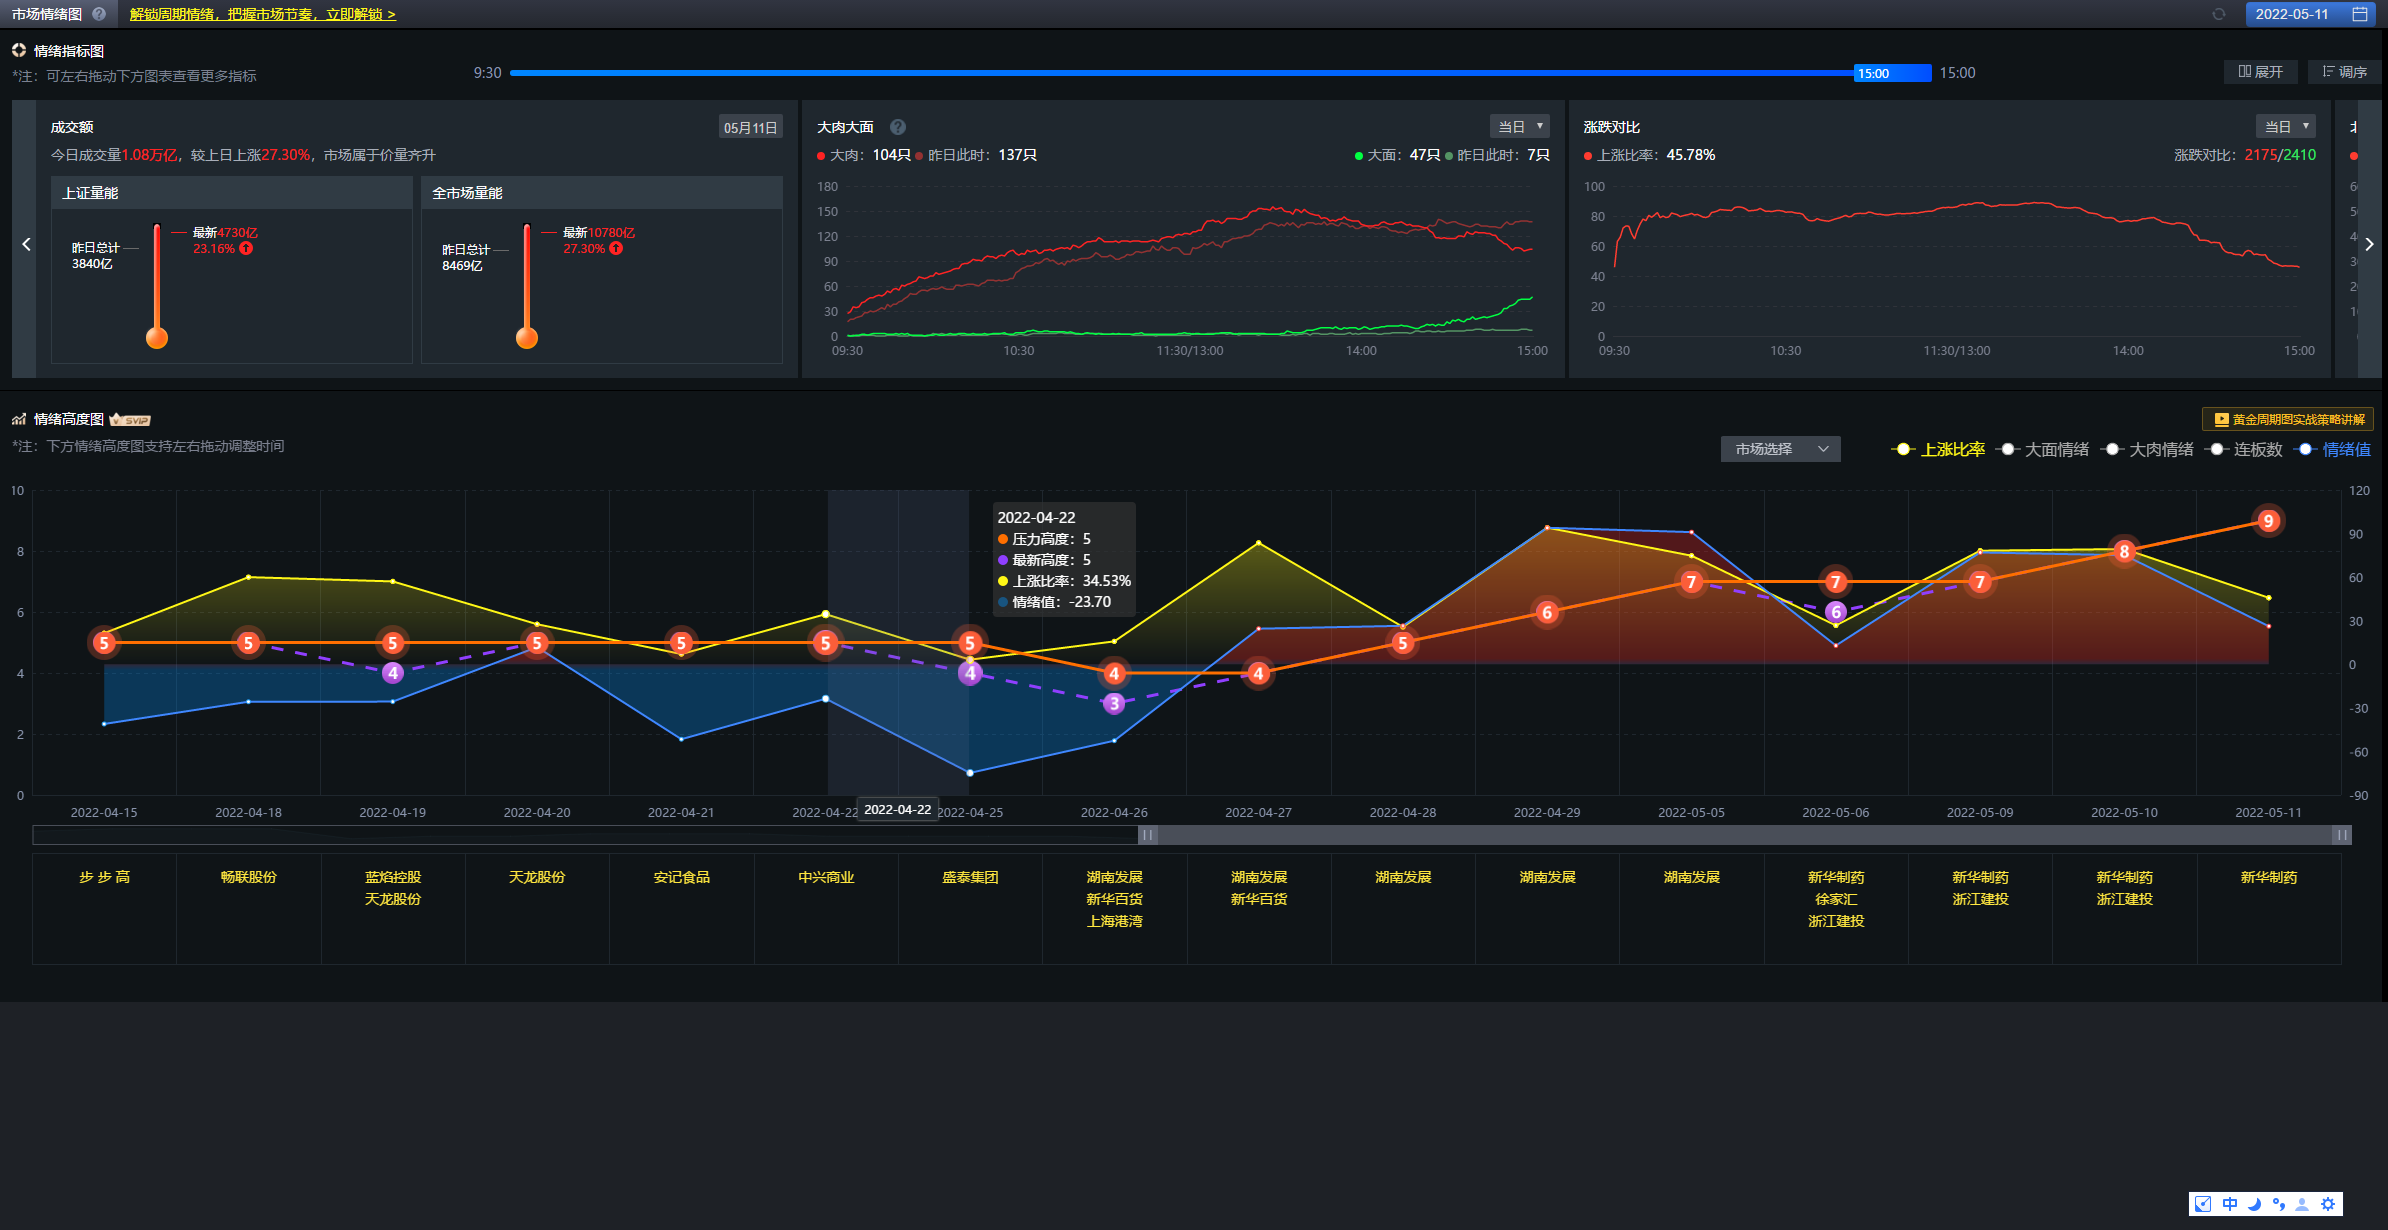 市场情绪图 ? 解锁周期情绪，把握市场节奏，立即解锁 >
2022-05-11
情绪指标图
*注：可左右拖动下方图表查看更多指标
9:30 15:00 15:00
展开 调序
成交额 05月11日
今日成交量1.08万亿，较上日上涨27.30%，市场属于价量齐升
上证量能
昨日总计
3840亿
最新4730亿
23.16%
全市场量能
昨日总计
8469亿
最新10780亿
27.30%
大肉大面 ? 当日
大肉：104只 昨日此时：137只 大面：47只 昨日此时：7只
180
150
120
90
60
30
0
09:30 10:30 11:30/13:00 14:00 15:00
涨跌对比 当日
上涨比率：45.78% 涨跌对比：2175/2410
100
80
60
40
20
0
09:30 10:30 11:30/13:00 14:00 15:00
情绪高度图 SVIP
*注：下方情绪高度图支持左右拖动调整时间
黄金周期图实战策略讲解
市场选择 上涨比率 大面情绪 大肉情绪 连板数 情绪值
10
8
6
4
2
0
120
90
60
30
0
-30
-60
-90
5 5 5 5 5 5 5 4 4 5 6 7 7 7 8 9
4 4 3 6
2022-04-22
压力高度：5
最新高度：5
上涨比率：34.53%
情绪值：-23.70
2022-04-15 2022-04-18 2022-04-19 2022-04-20 2022-04-21 2022-04-22 2022-04-22 2022-04-25 2022-04-26 2022-04-27 2022-04-28 2022-04-29 2022-05-05 2022-05-06 2022-05-09 2022-05-10 2022-05-11
步步高 畅联股份 蓝焰控股 天龙股份 安记食品 中兴商业 盛泰集团 湖南发展 湖南发展 湖南发展 湖南发展 湖南发展 新华制药 新华制药 新华制药 新华制药
天龙股份 新华百货 新华百货 徐家汇 浙江建投 浙江建投
上海港湾 浙江建投
中